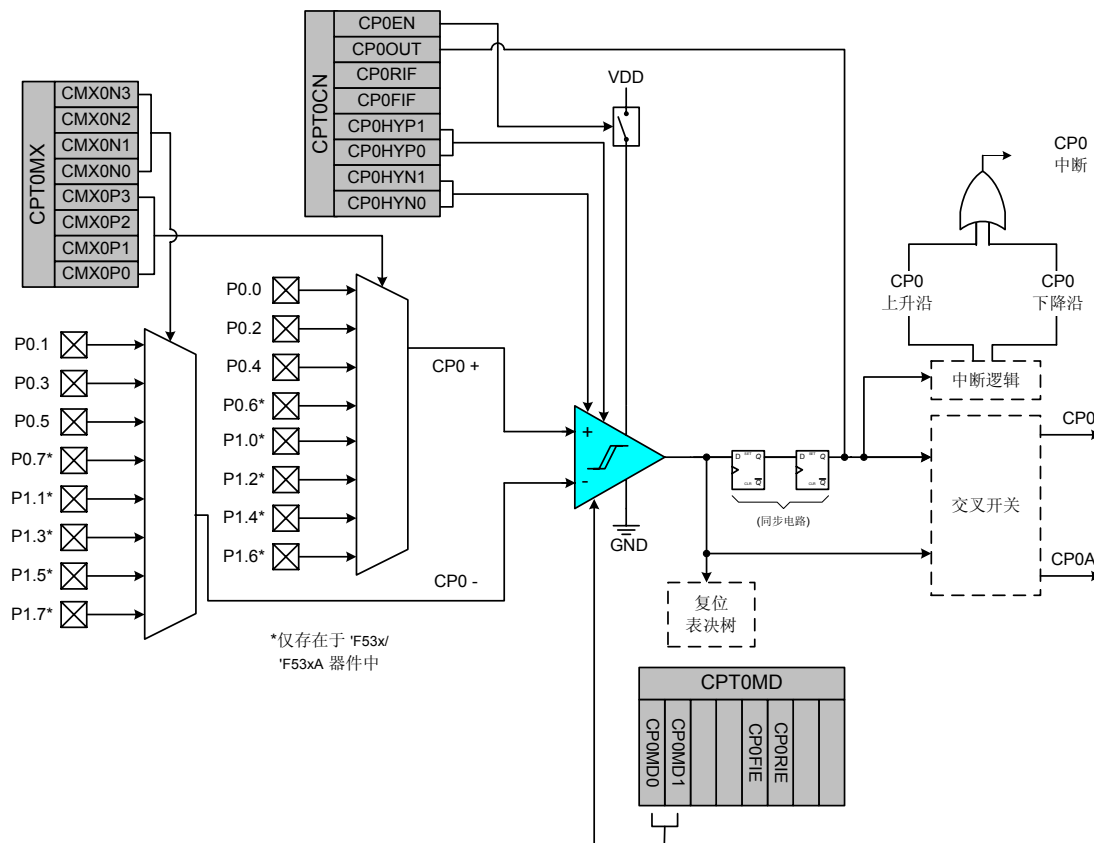 CPT0CN
CP0EN
CP0OUT
CP0RIF
CP0FIF
CP0HYP1
CP0HYP0
CP0HYN1
CP0HYN0
CPT0MX
CMX0N3
CMX0N2
CMX0N1
CMX0N0
CMX0P3
CMX0P2
CMX0P1
CMX0P0
VDD
CP0
中断
CP0
上升沿
CP0
下降沿
中断逻辑
P0.0
P0.2
P0.4
P0.6*
P1.0*
P1.2*
P1.4*
P1.6*
P0.1
P0.3
P0.5
P0.7*
P1.1*
P1.3*
P1.5*
P1.7*
CP0 +
CP0 -
+
-
GND
D SET Q
CLR Q
D SET Q
CLR Q
(同步电路)
交叉开关
CP0
CP0A
复位
表决树
*仅存在于 'F53x/
'F53xA 器件中
CPT0MD
CP0MD0
CP0MD1
CP0FIE
CP0RIE